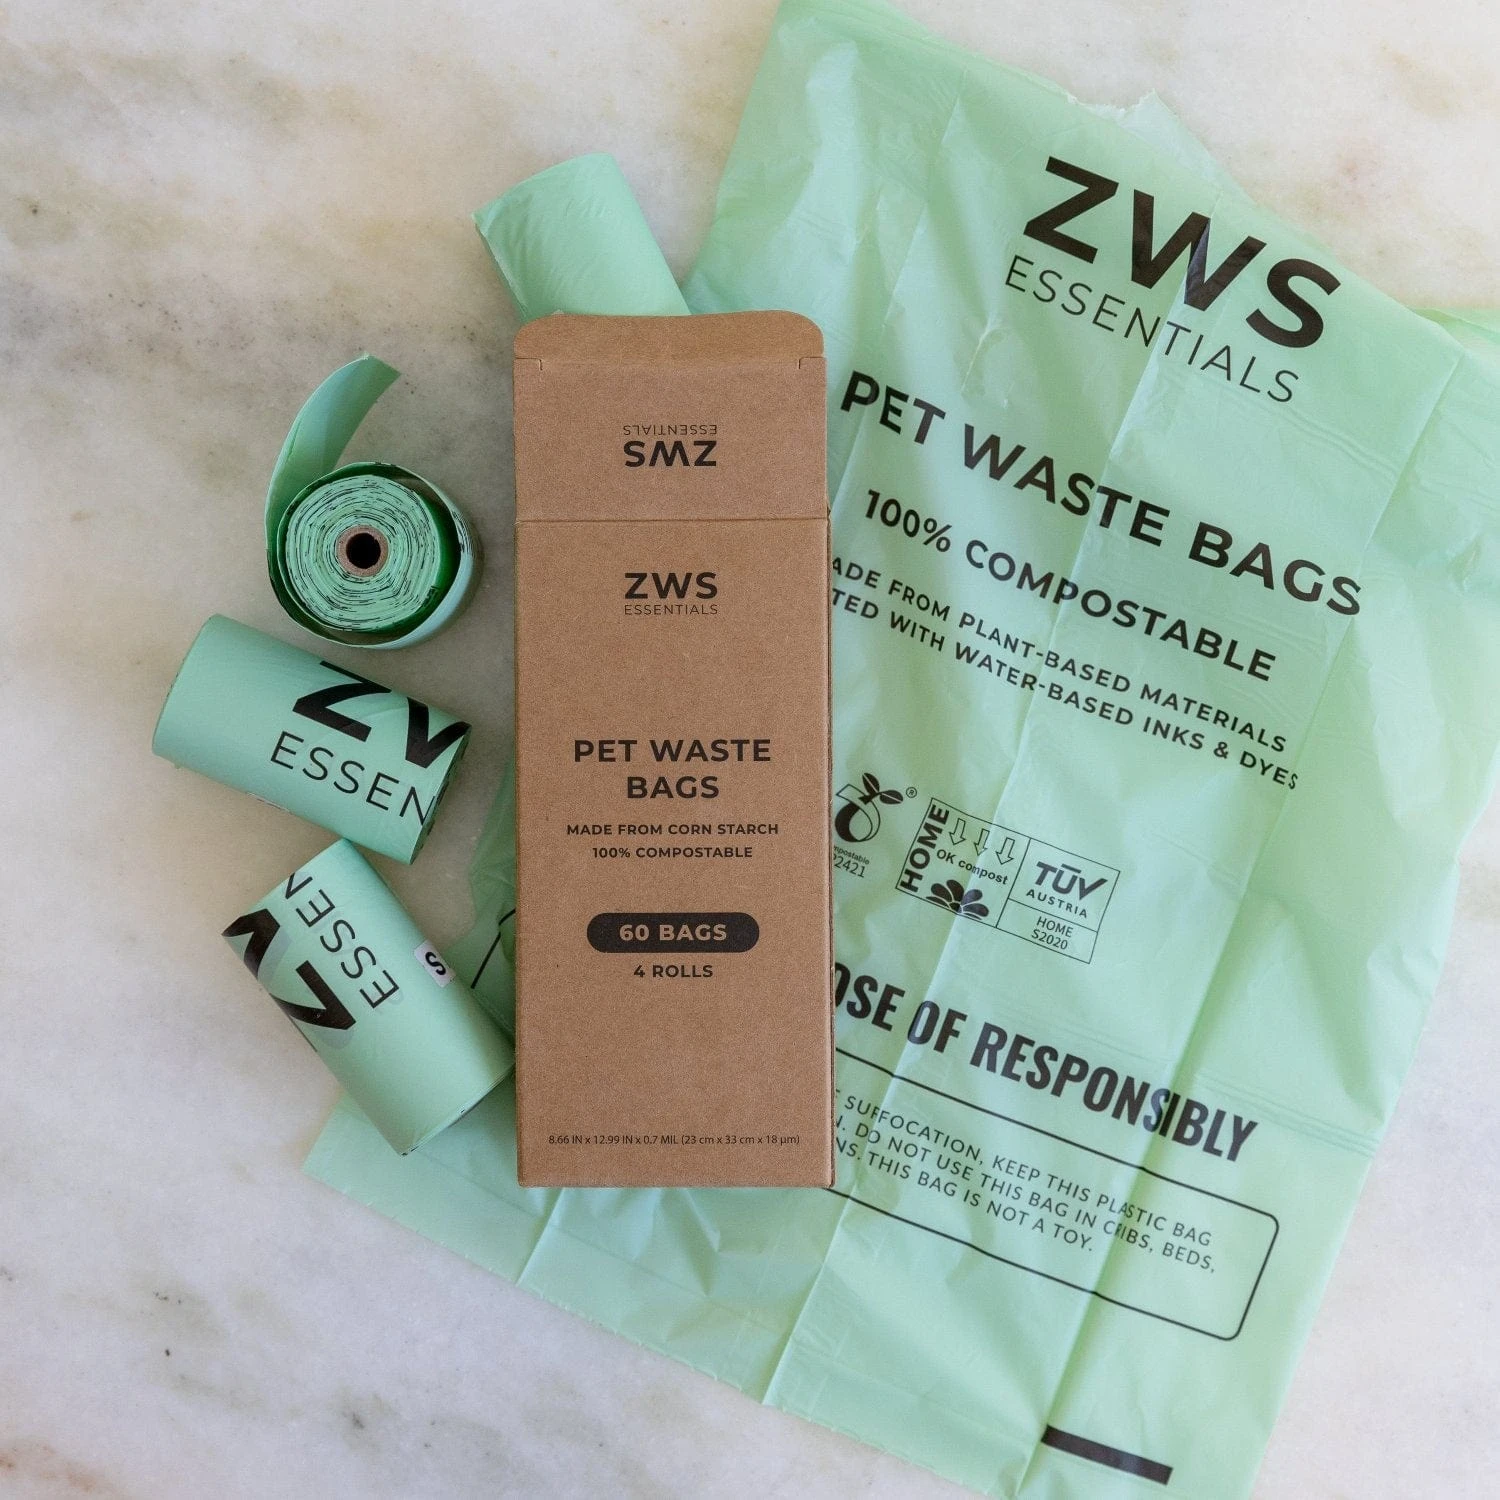 ZWS
ESSENTIALS
ZWS
ESSENTIALS
PET WASTE
BAGS
MADE FROM CORN STARCH
100% COMPOSTABLE
60 BAGS
4 ROLLS
8.66 IN x 12.99 IN x 0.7 MIL (23 cm x 33 cm x 18 μm)
ZWS
ESSENTIALS
PET WASTE BAGS
100% COMPOSTABLE
ADE FROM PLANT-BASED MATERIALS
TED WITH WATER-BASED INKS & DYES
®
HOME
OK compost
TÜV
AUSTRIA
HOME
S2020
OSE OF RESPONSIBLY
SUFFOCATION, KEEP THIS PLASTIC BAG
N. DO NOT USE THIS BAG IN CRIBS, BEDS,
NS. THIS BAG IS NOT A TOY.
ZW
ESSEN
ESSEN
S